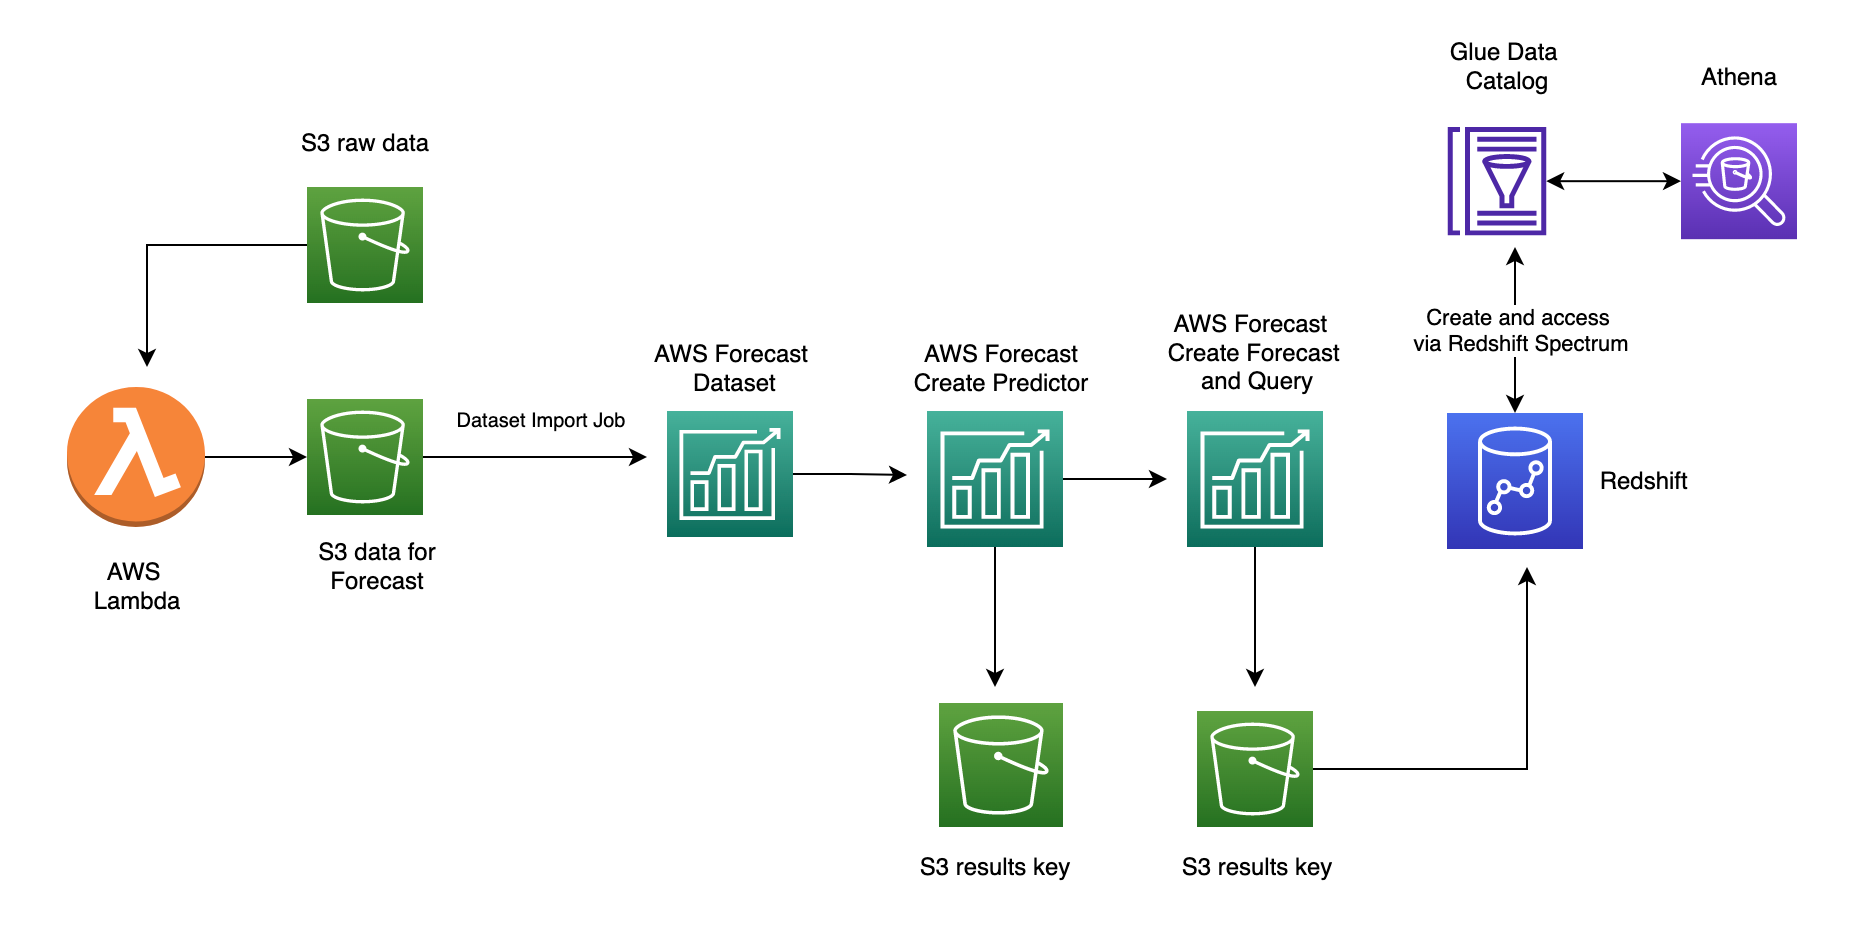 Glue Data
Catalog
Athena
S3 raw data
AWS Forecast
Create Forecast
and Query
Create and access
via Redshift Spectrum
AWS Forecast
Dataset
AWS Forecast
Create Predictor
Dataset Import Job
Redshift
S3 data for
Forecast
AWS
Lambda
S3 results key
S3 results key